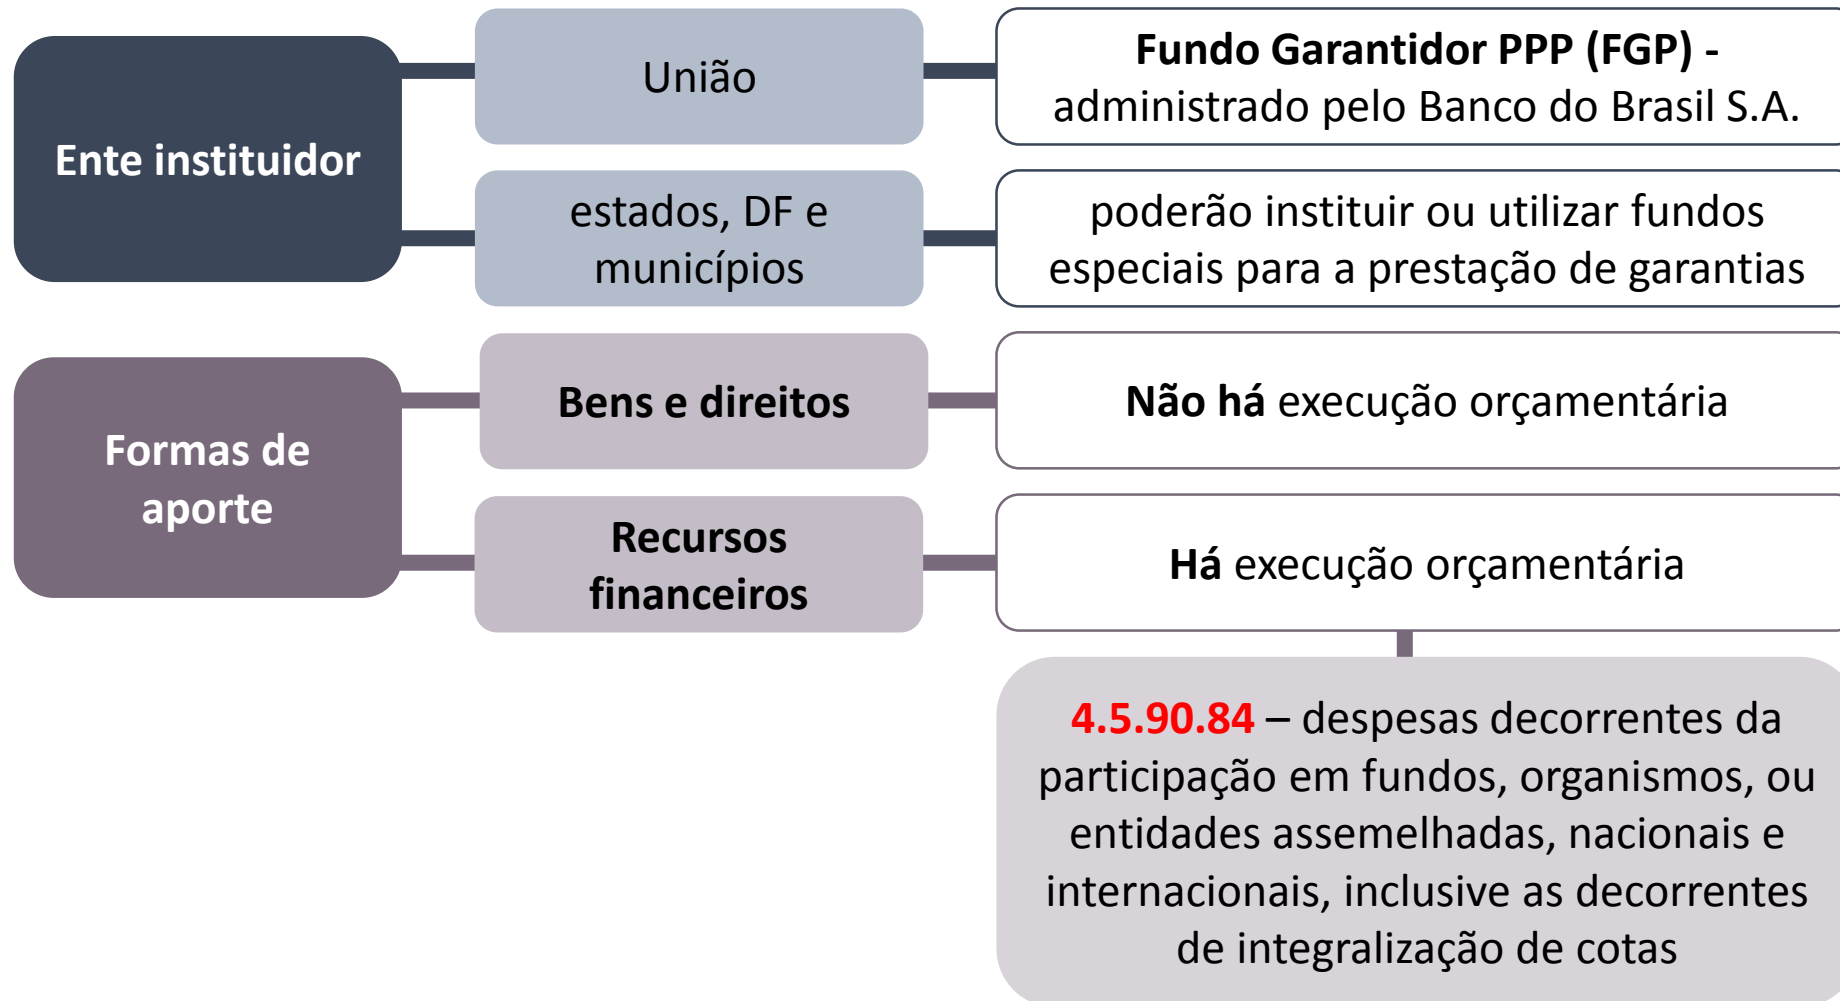 Ente instituidor
União
Fundo Garantidor PPP (FGP) -
administrado pelo Banco do Brasil S.A.
estados, DF e
municípios
poderão instituir ou utilizar fundos
especiais para a prestação de garantias
Formas de
aporte
Bens e direitos
Não há execução orçamentária
Recursos
financeiros
Há execução orçamentária
4.5.90.84 – despesas decorrentes da
participação em fundos, organismos, ou
entidades assemelhadas, nacionais e
internacionais, inclusive as decorrentes
de integralização de cotas